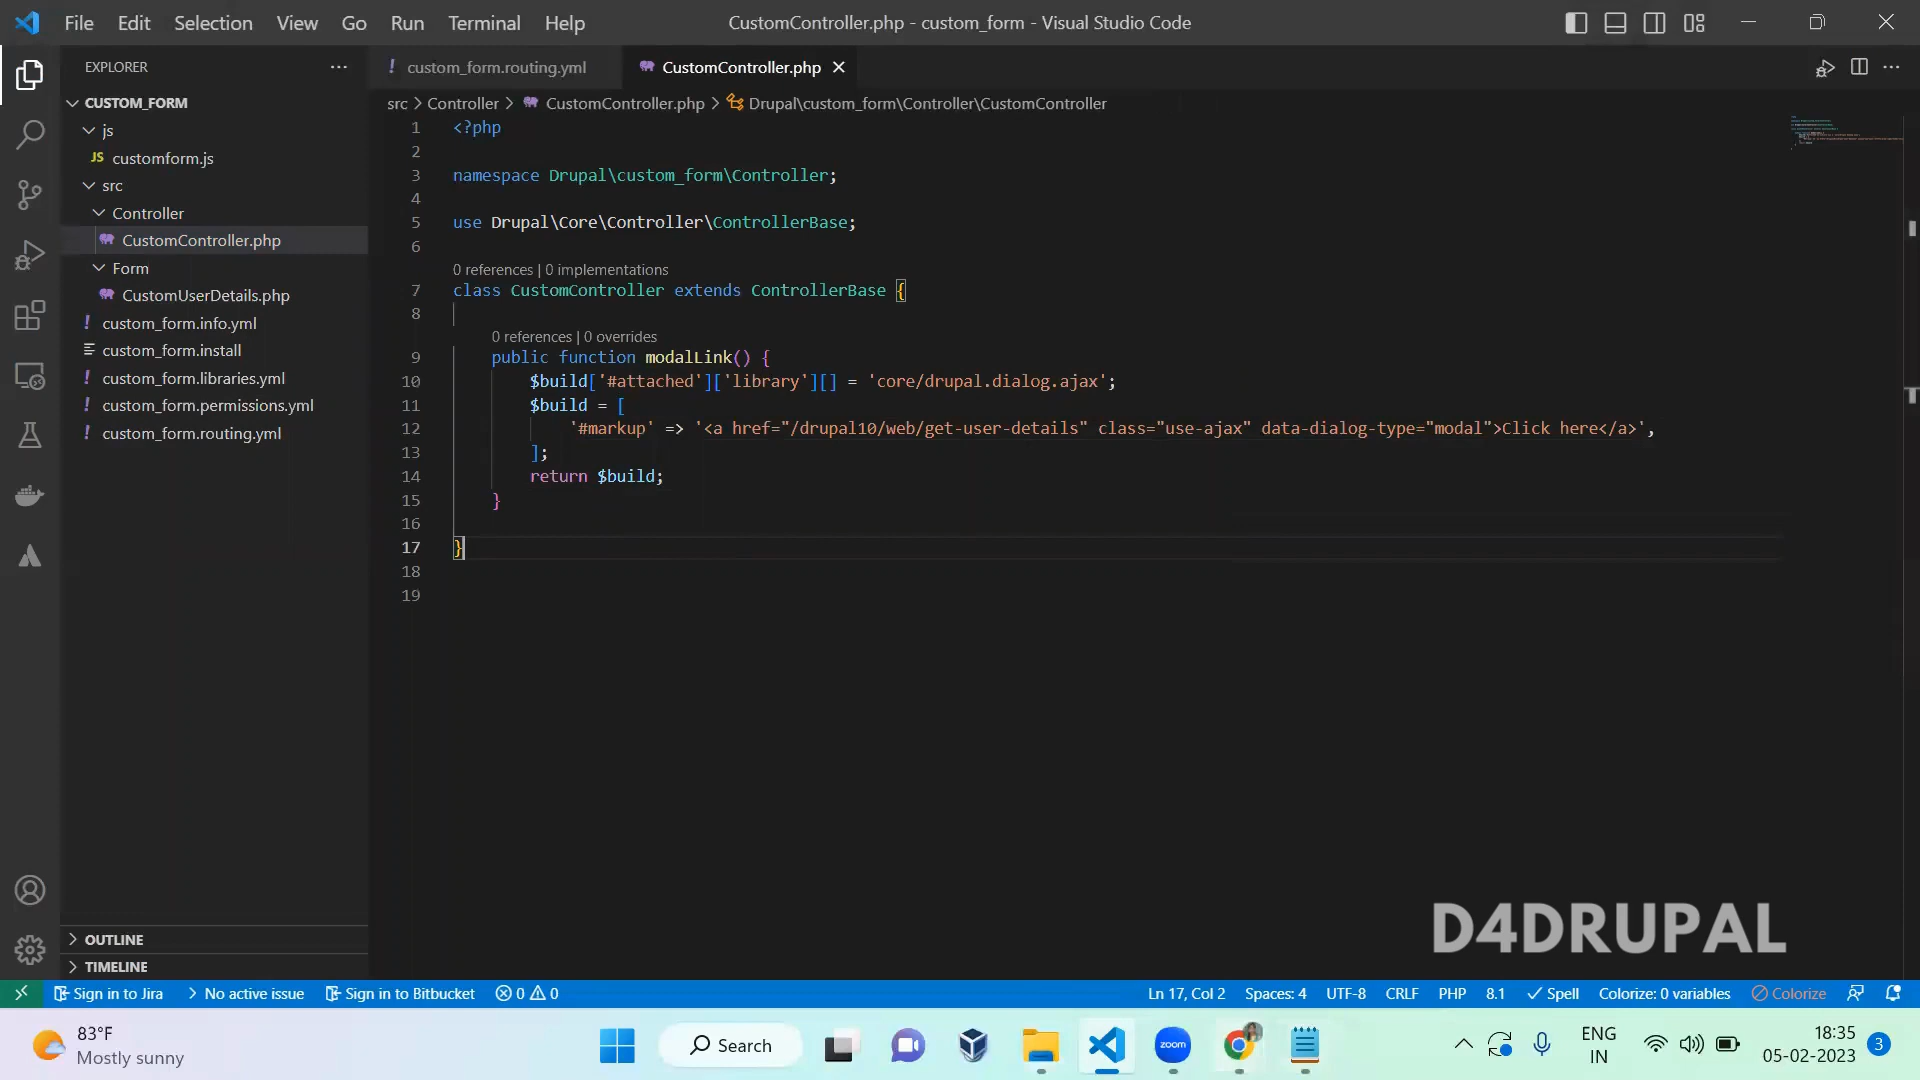 File Edit Selection View Go Run Terminal Help
CustomController.php - custom_form - Visual Studio Code
EXPLORER
CUSTOM_FORM
js
JS customform.js
src
Controller
CustomController.php
Form
CustomUserDetails.php
! custom_form.info.yml
custom_form.install
! custom_form.libraries.yml
! custom_form.permissions.yml
! custom_form.routing.yml
OUTLINE
TIMELINE
! custom_form.routing.yml
CustomController.php
src > Controller > CustomController.php > Drupal\custom_form\Controller\CustomController
1 <?php
2
3 namespace Drupal\custom_form\Controller;
4
5 use Drupal\Core\Controller\ControllerBase;
6
0 references | 0 implementations
7 class CustomController extends ControllerBase {
8
0 references | 0 overrides
9 public function modalLink() {
10 $build['#attached']['library'][] = 'core/drupal.dialog.ajax';
11 $build = [
12 '#markup' => '<a href="/drupal10/web/get-user-details" class="use-ajax" data-dialog-type="modal">Click here</a>',
13 ];
14 return $build;
15 }
16
17 }
18
19
D4DRUPAL
Sign in to Jira No active issue Sign in to Bitbucket 0 0
Ln 17, Col 2 Spaces: 4 UTF-8 CRLF PHP 8.1 Spell Colorize: 0 variables Colorize
83°F
Mostly sunny
Search
zoom
ENG
IN
18:35
05-02-2023
3